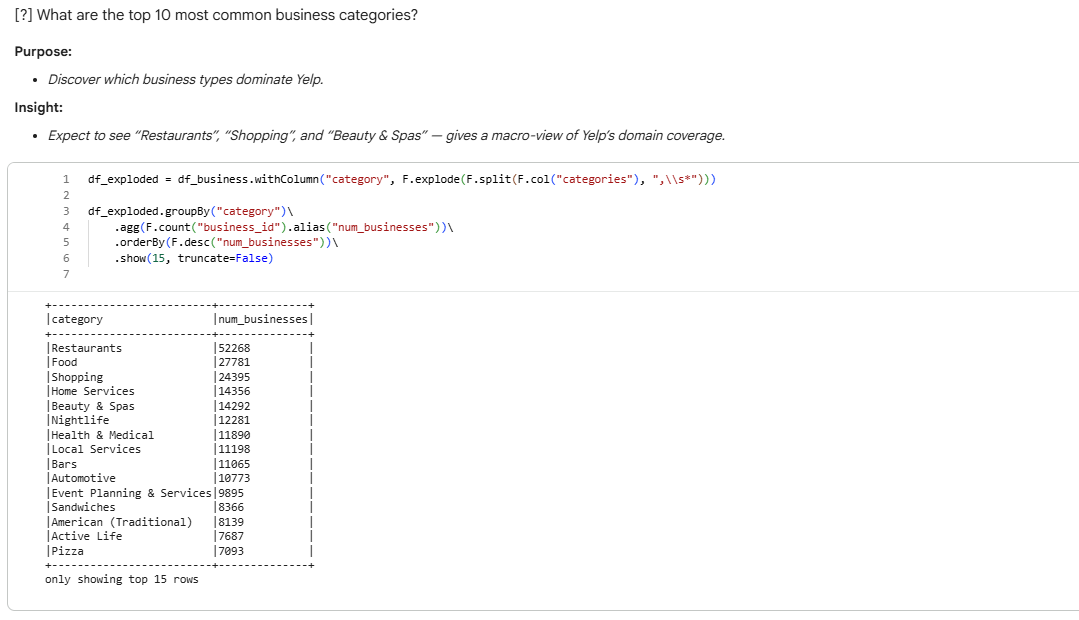 [?] What are the top 10 most common business categories?
Purpose:
• Discover which business types dominate Yelp.
Insight:
• Expect to see “Restaurants”, “Shopping”, and “Beauty & Spas” — gives a macro-view of Yelp’s domain coverage.
1 df_exploded = df_business.withColumn("category", F.explode(F.split(F.col("categories"), ",\\s*")))
2
3 df_exploded.groupBy("category")\
4     .agg(F.count("business_id").alias("num_businesses"))\
5     .orderBy(F.desc("num_businesses"))\
6     .show(15, truncate=False)
7
+-------------------------+--------------+
|category                 |num_businesses|
+-------------------------+--------------+
|Restaurants              |52268         |
|Food                     |27781         |
|Shopping                 |24395         |
|Home Services            |14356         |
|Beauty & Spas            |14292         |
|Nightlife                |12281         |
|Health & Medical         |11890         |
|Local Services           |11198         |
|Bars                     |11065         |
|Automotive               |10773         |
|Event Planning & Services|9895          |
|Sandwiches               |8366          |
|American (Traditional)   |8139          |
|Active Life              |7687          |
|Pizza                    |7093          |
+-------------------------+--------------+
only showing top 15 rows